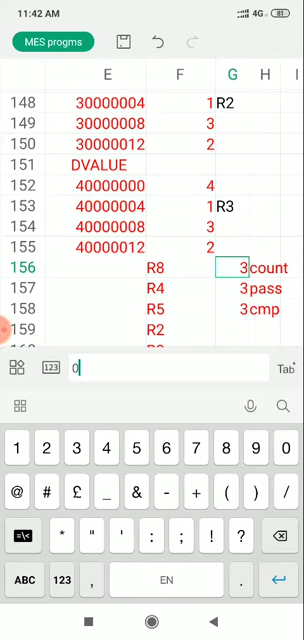 11:42 AM 4G 81
MES progms
E F G H
148 30000004 1 R2
149 30000008 3
150 30000012 2
151 DVALUE
152 40000000 4
153 40000004 1 R3
154 40000008 3
155 40000012 2
156 R8 3 count
157 R4 3 pass
158 R5 3 cmp
159 R2
123 0 Tab+
1 2 3 4 5 6 7 8 9 0
@ # £ _ & - + ( ) /
=\< * " ' : ; ! ?
ABC 123 , EN .